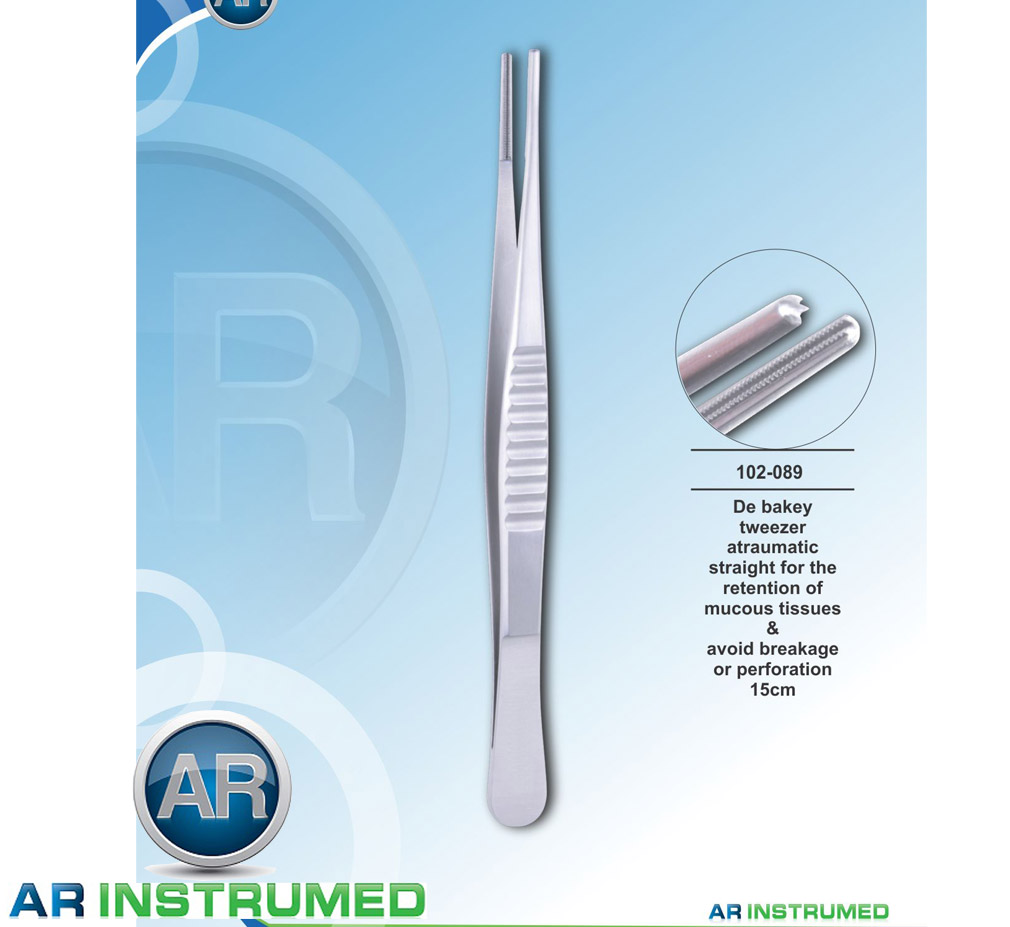 AR
AR
102-089
De bakey
tweezer
atraumatic
straight for the
retention of
mucous tissues
&
avoid breakage
or perforation
15cm
AR
AR INSTRUMED
AR INSTRUMED